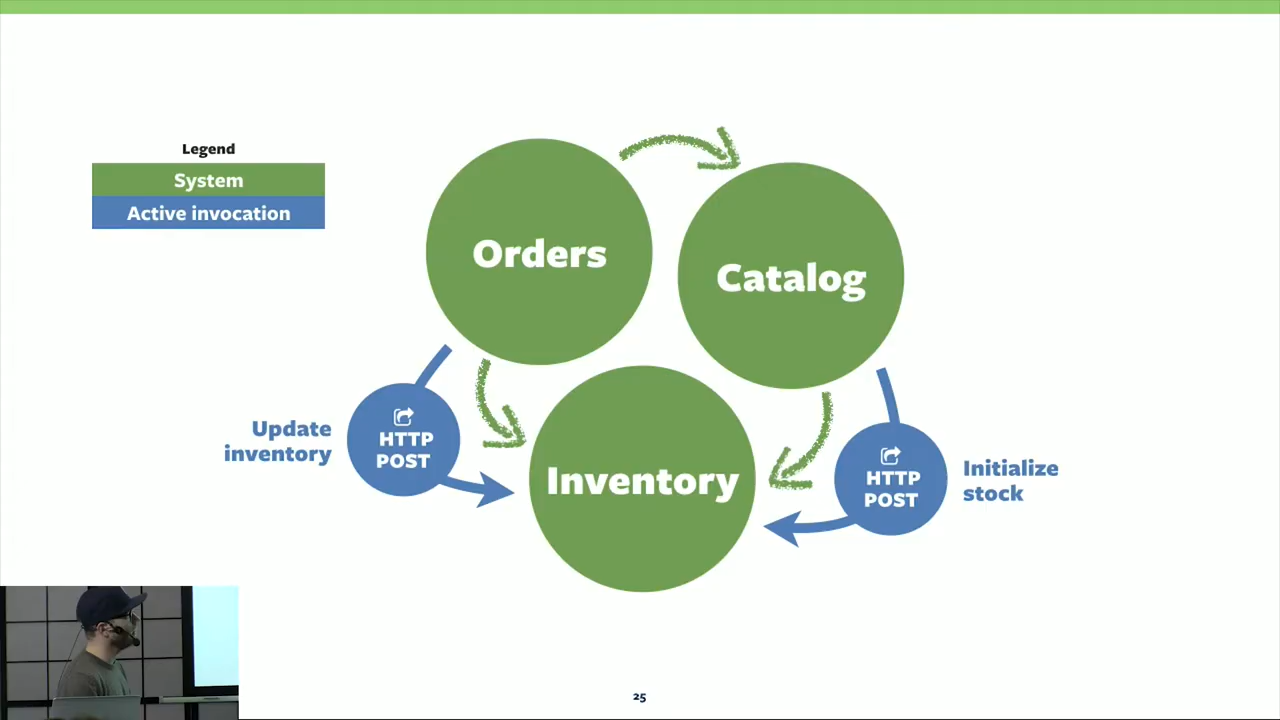 Legend
System
Active invocation
Orders
Catalog
Update
inventory
HTTP
POST
Inventory
HTTP
POST
Initialize
stock
25